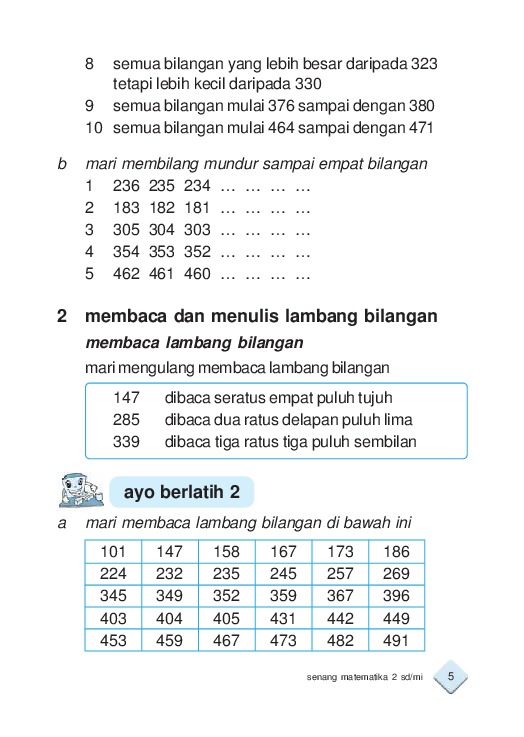 8 semua bilangan yang lebih besar daripada 323
tetapi lebih kecil daripada 330
9 semua bilangan mulai 376 sampai dengan 380
10 semua bilangan mulai 464 sampai dengan 471
b mari membilang mundur sampai empat bilangan
1 236 235 234 … … … …
2 183 182 181 … … … …
3 305 304 303 … … … …
4 354 353 352 … … … …
5 462 461 460 … … … …
2 membaca dan menulis lambang bilangan
membaca lambang bilangan
mari mengulang membaca lambang bilangan
147 dibaca seratus empat puluh tujuh
285 dibaca dua ratus delapan puluh lima
339 dibaca tiga ratus tiga puluh sembilan
ayo berlatih 2
a mari membaca lambang bilangan di bawah ini
101 147 158 167 173 186
224 232 235 245 257 269
345 349 352 359 367 396
403 404 405 431 442 449
453 459 467 473 482 491
senang matematika 2 sd/mi 5